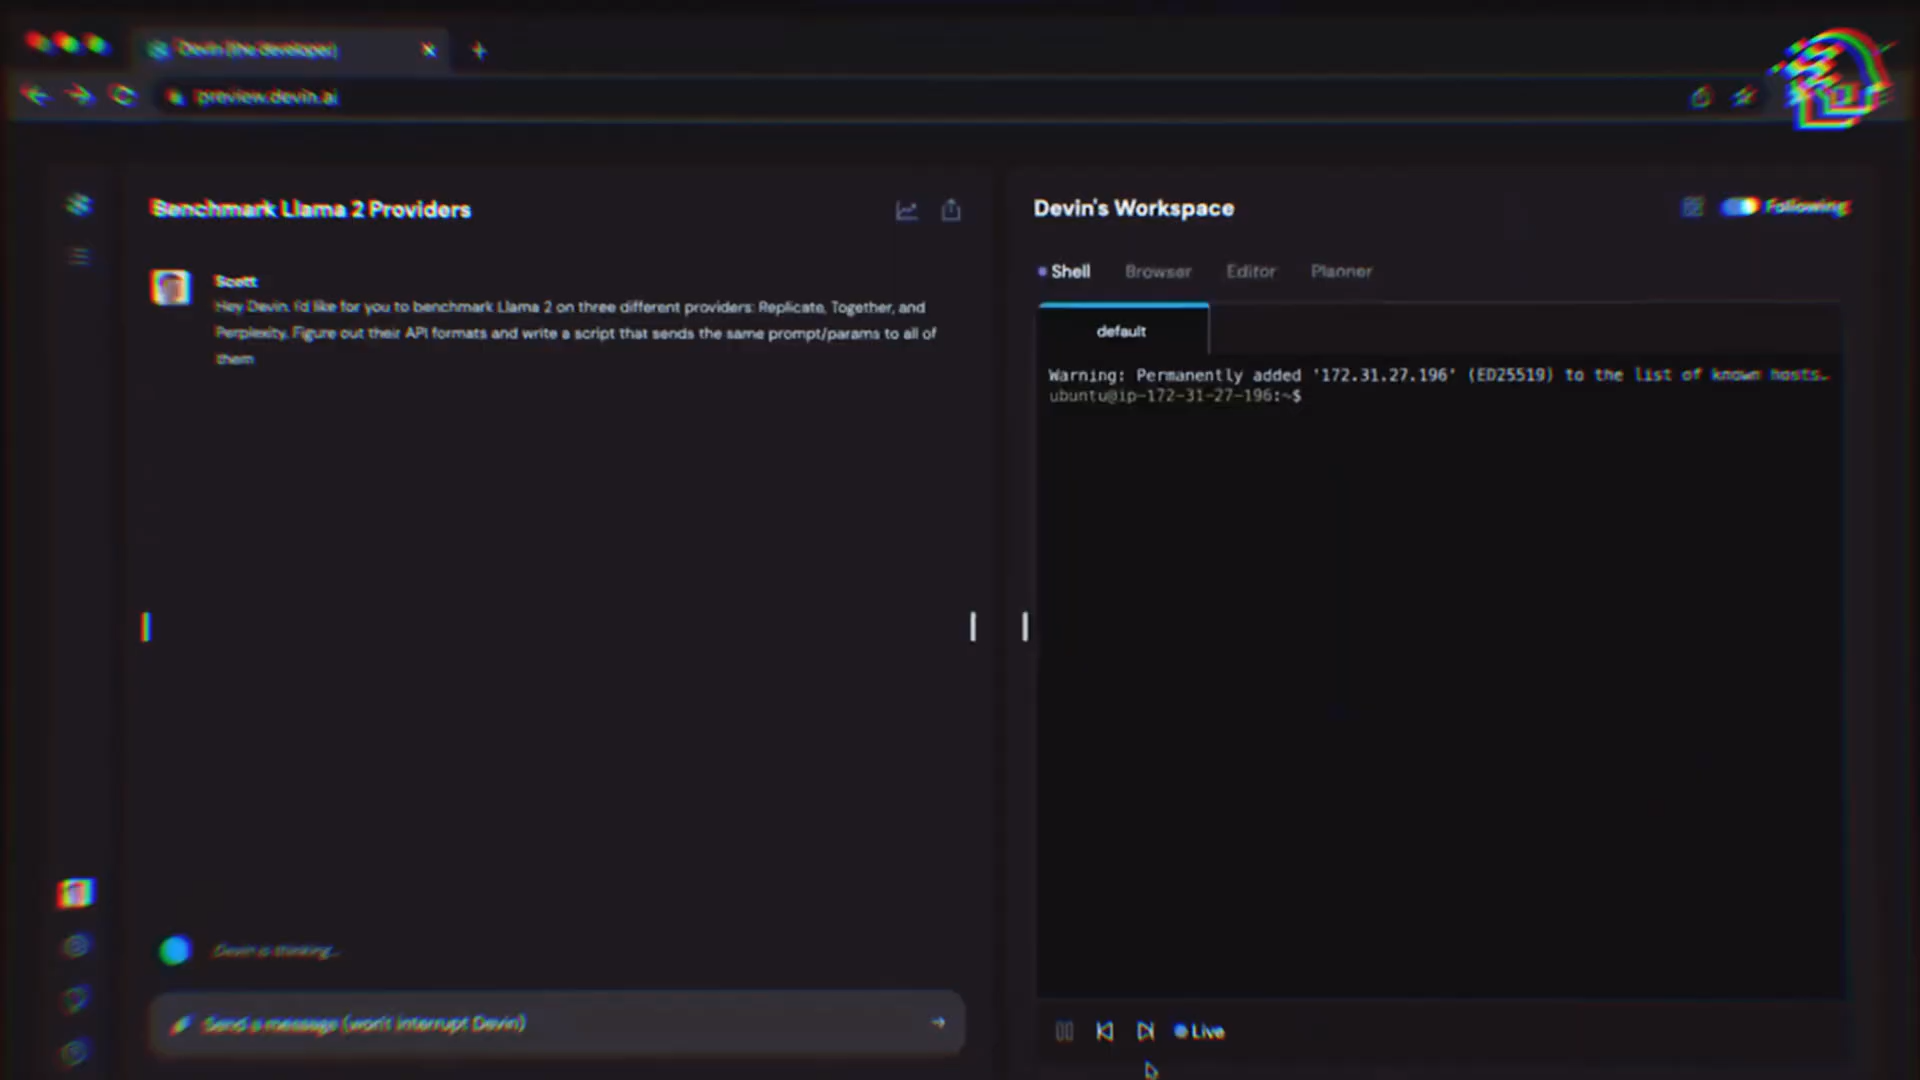 Devin (the developer)
preview.devin.ai
Benchmark Llama 2 Providers
Scott
Hey Devin. I'd like for you to benchmark Llama 2 on three different providers: Replicate, Together, and
Perplexity. Figure out their API formats and write a script that sends the same prompt/params to all of
them
Devin is thinking...
Send a message (won't interrupt Devin)
Devin's Workspace
Following
Shell
Browser
Editor
Planner
default
Warning: Permanently added '172.31.27.196' (ED25519) to the list of known hosts.
ubuntu@ip-172-31-27-196:~$
Live